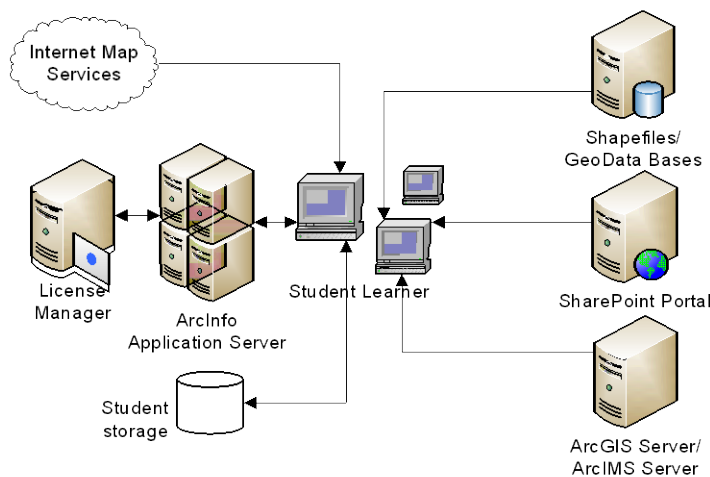 Internet Map
Services
Shapefiles/
GeoData Bases
License
Manager
ArcInfo
Application Server
Student Learner
SharePoint Portal
Student
storage
ArcGIS Server/
ArcIMS Server